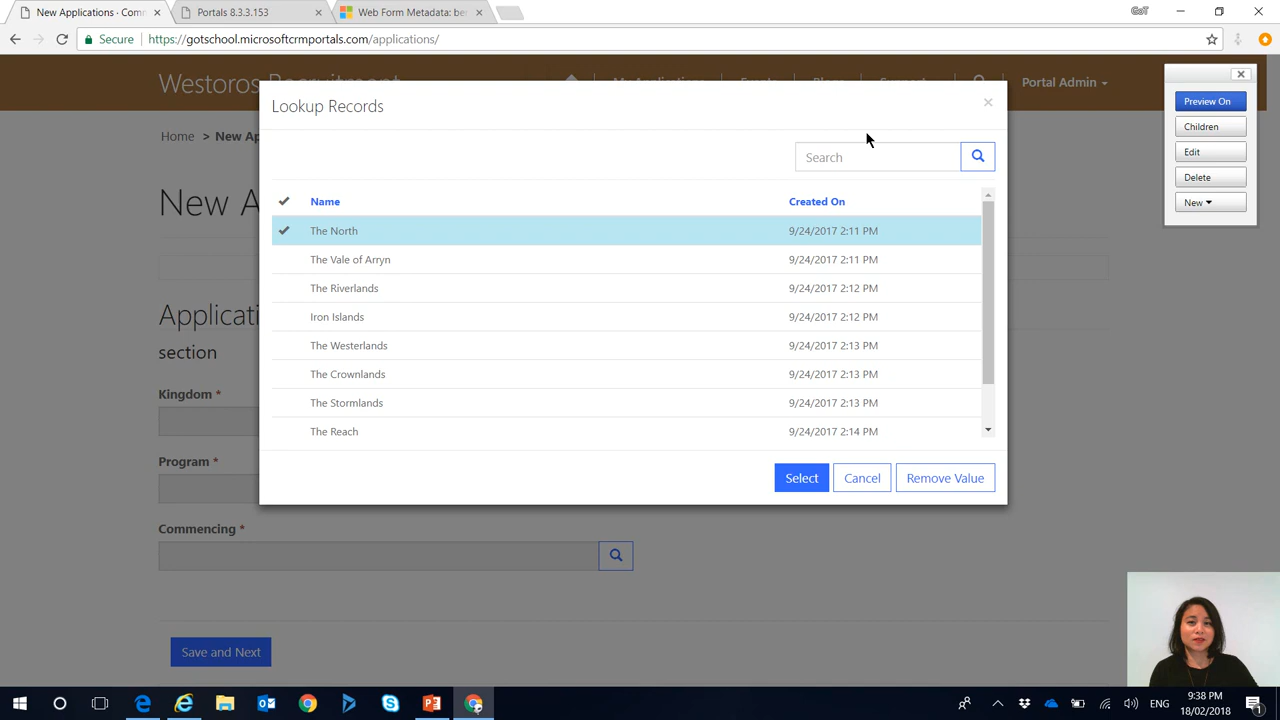 New Applications · Comm
Portals 8.3.3.153
Web Form Metadata: be
GoT
Secure
https://gotschool.microsoftcrmportals.com/applications/
Westoros Recruitment
Portal Admin
Preview On
Children
Edit
Delete
New
Home > New Ap
New A
Lookup Records
Search
Name Created On
The North 9/24/2017 2:11 PM
The Vale of Arryn 9/24/2017 2:11 PM
The Riverlands 9/24/2017 2:12 PM
Iron Islands 9/24/2017 2:12 PM
The Westerlands 9/24/2017 2:13 PM
The Crownlands 9/24/2017 2:13 PM
The Stormlands 9/24/2017 2:13 PM
The Reach 9/24/2017 2:14 PM
Select Cancel Remove Value
Applicati
section
Kingdom *
Program *
Commencing *
Save and Next
9:38 PM
18/02/2018